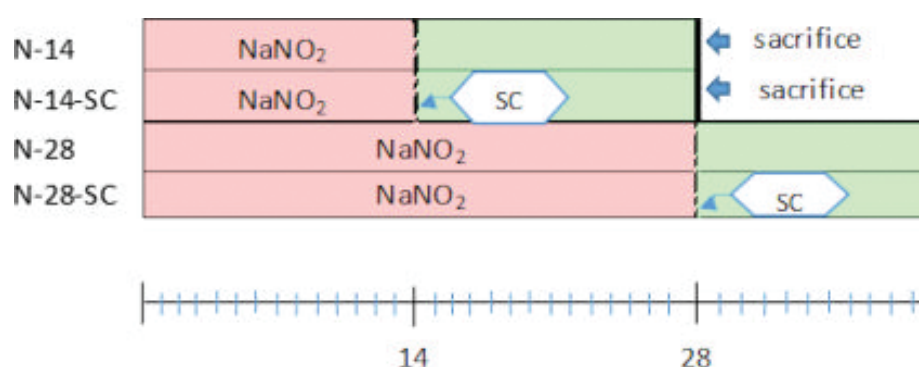 N-14 NaNO₂ sacrifice
N-14-SC NaNO₂ SC sacrifice
N-28 NaNO₂
N-28-SC NaNO₂ SC
14 28